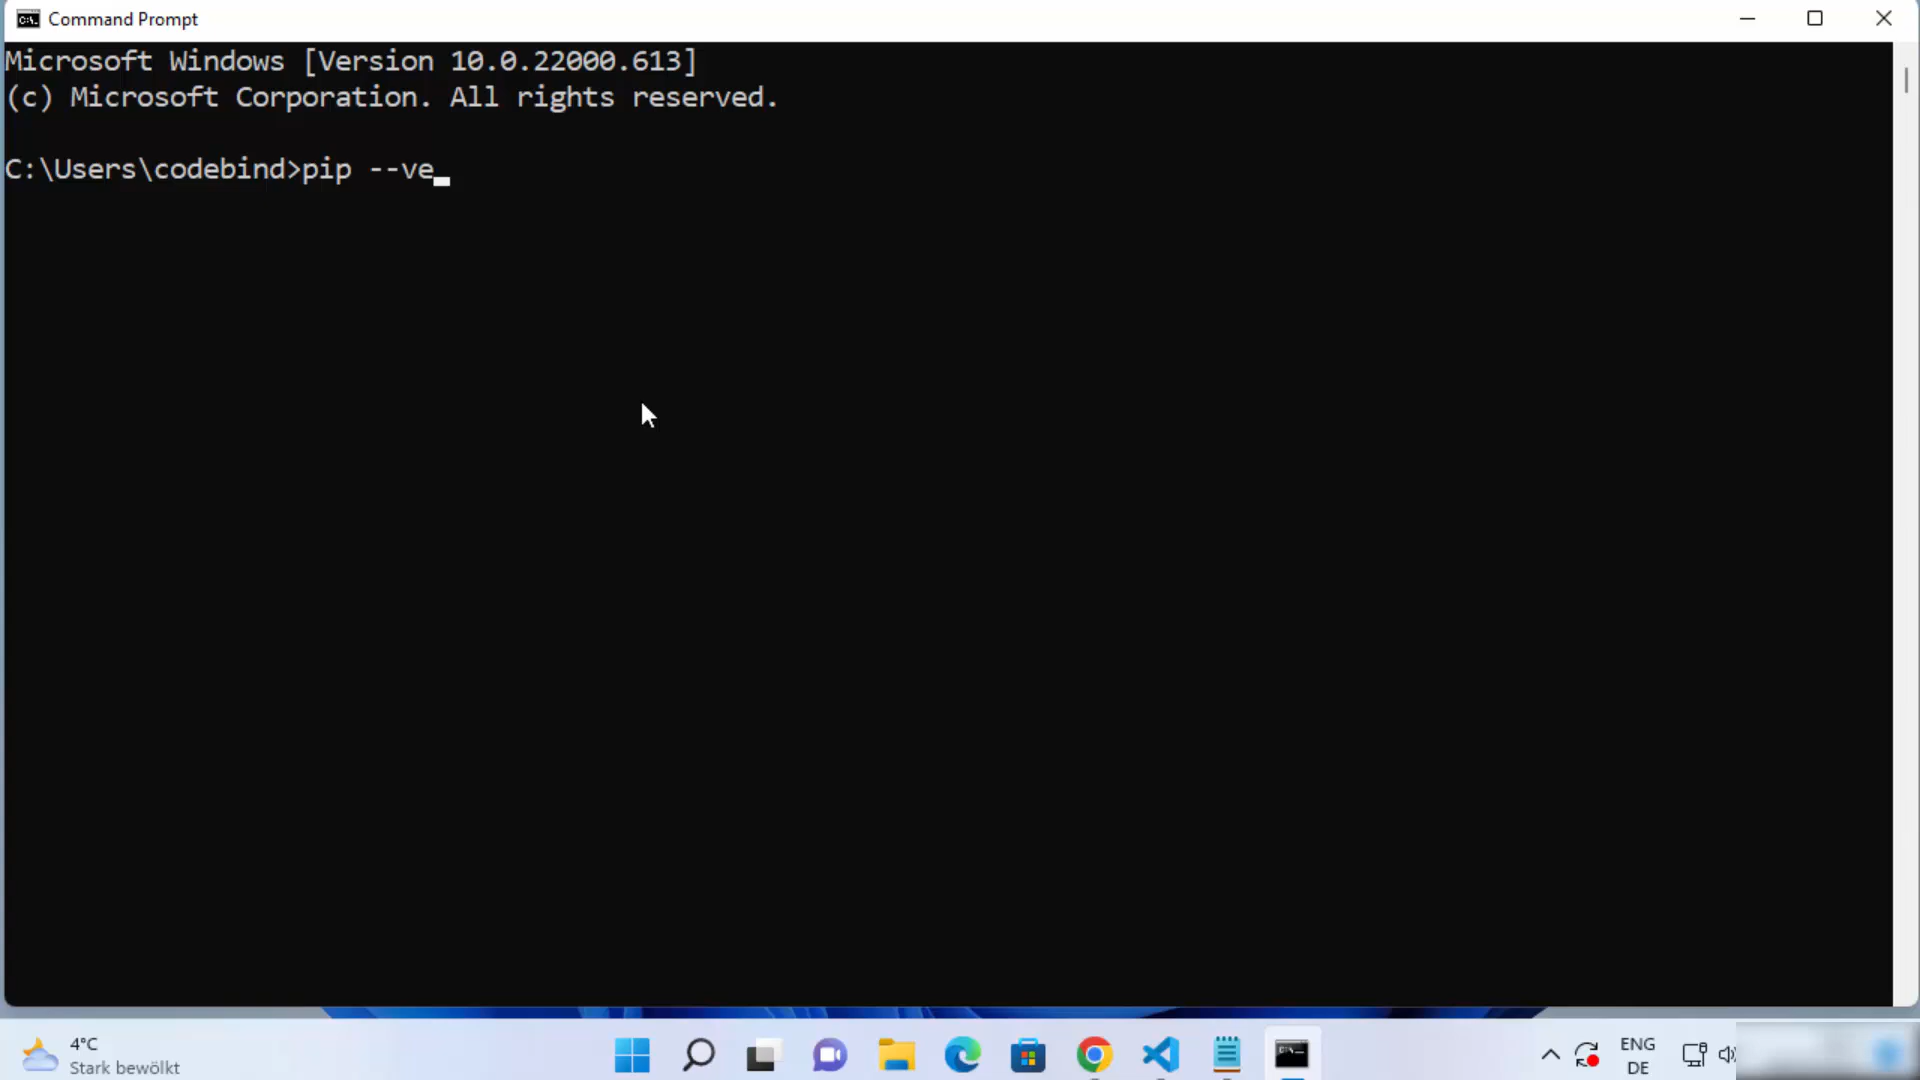 Command Prompt
Microsoft Windows [Version 10.0.22000.613]
(c) Microsoft Corporation. All rights reserved.
C:\Users\codebind>pip --ve
4°C
Stark bewölkt
ENG
DE